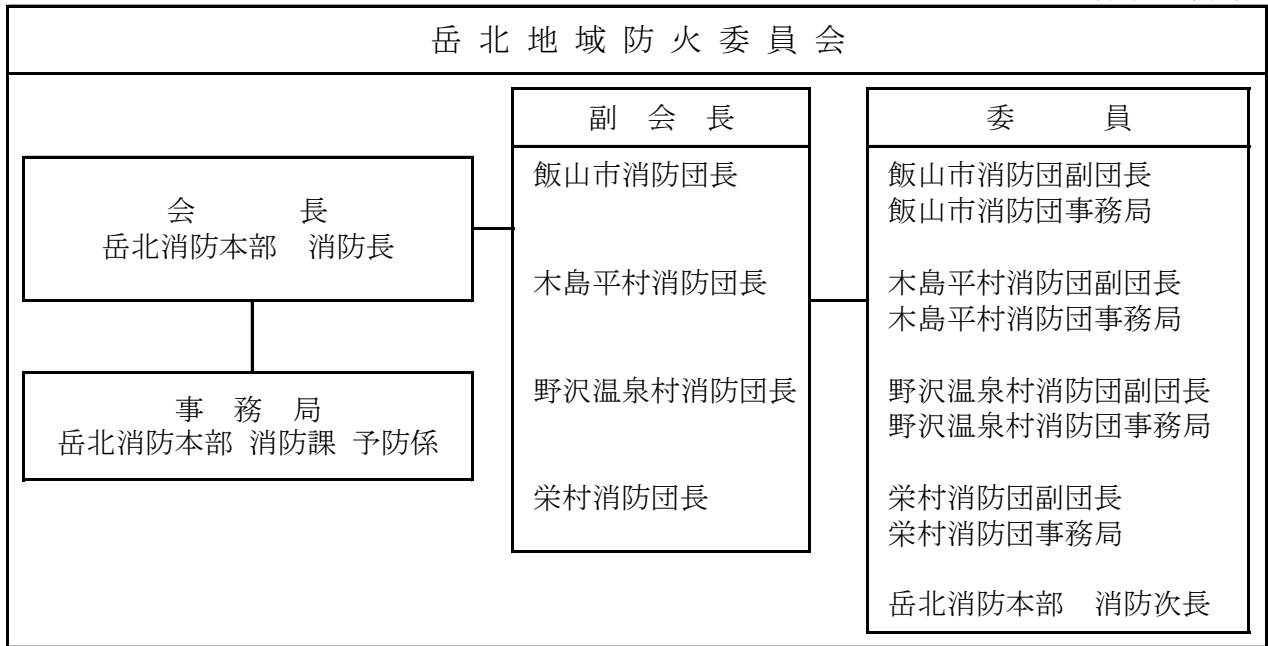 岳北地域防火委員会
会長
岳北消防本部 消防長
事務局
岳北消防本部 消防課 予防係
副会長
飯山市消防団長
木島平村消防団長
野沢温泉村消防団長
栄村消防団長
委員
飯山市消防団副団長
飯山市消防団事務局
木島平村消防団副団長
木島平村消防団事務局
野沢温泉村消防団副団長
野沢温泉村消防団事務局
栄村消防団副団長
栄村消防団事務局
岳北消防本部 消防次長